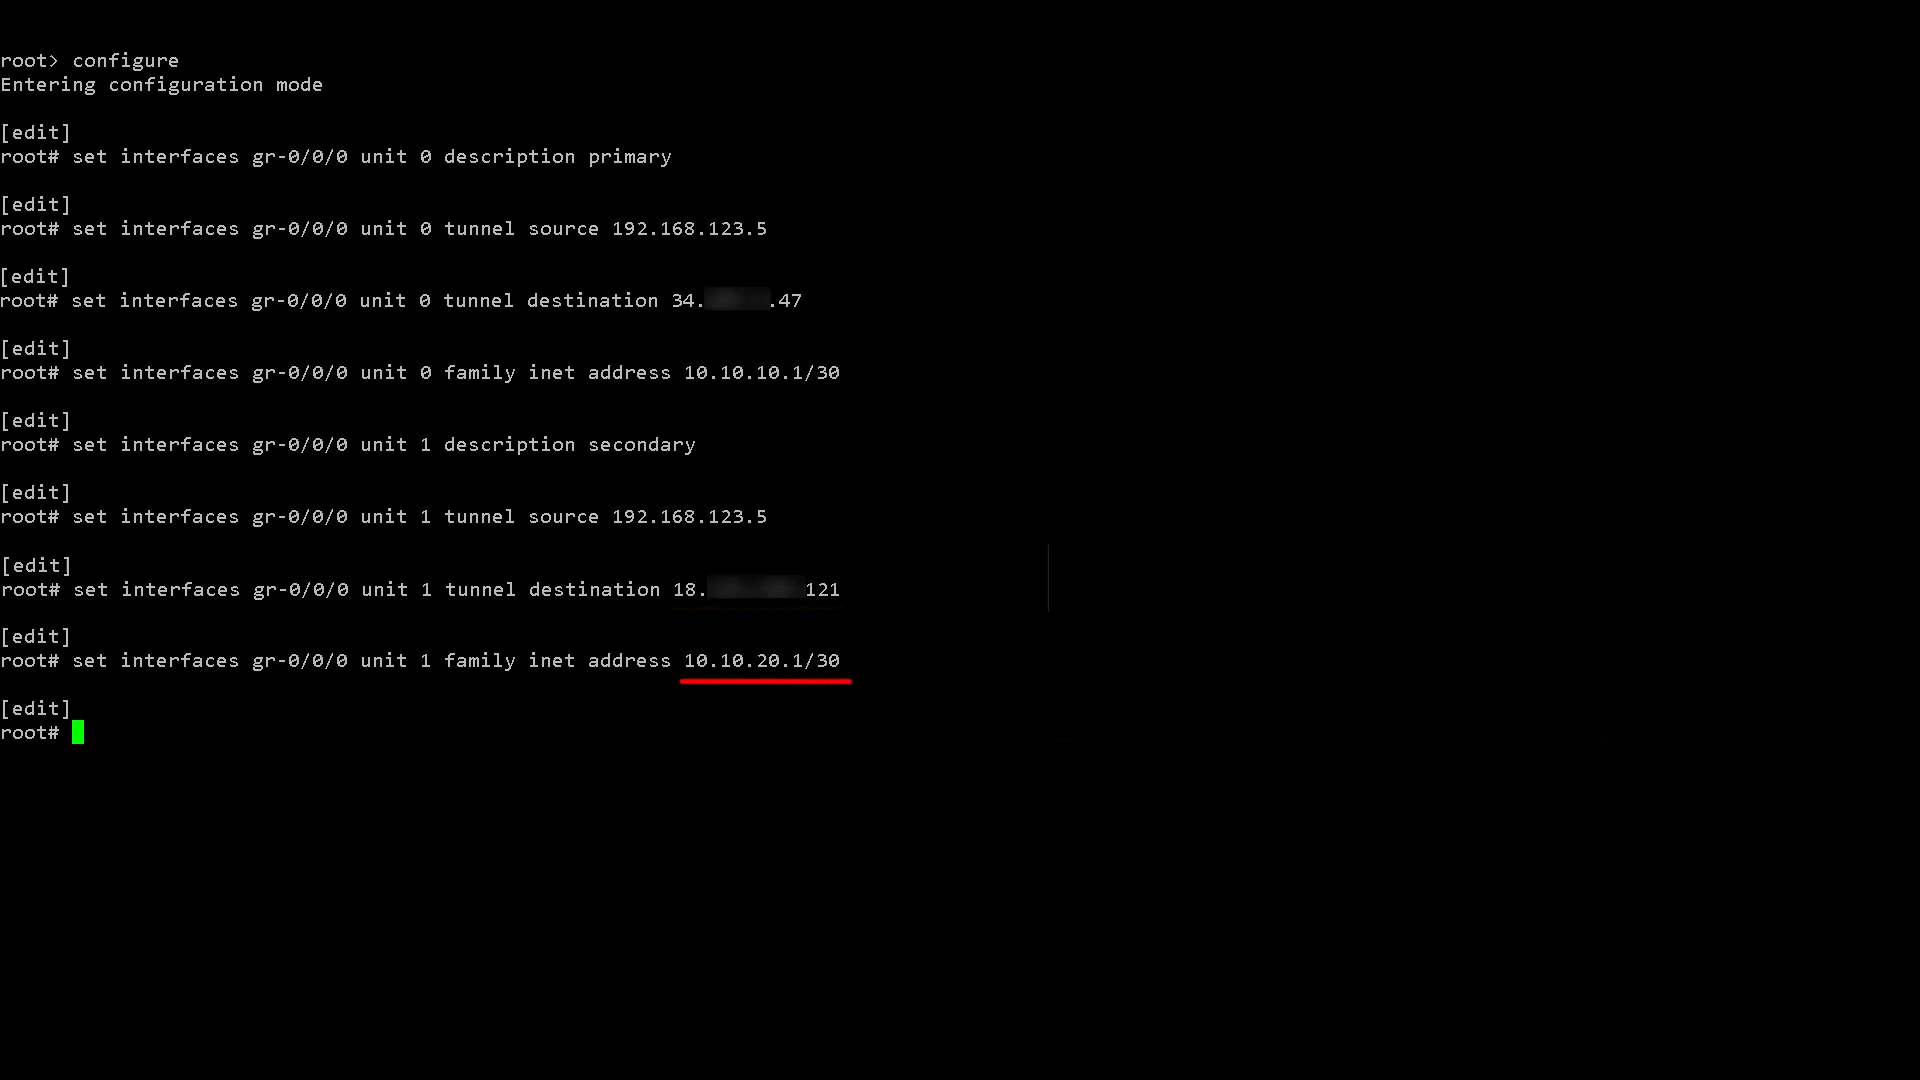 root> configure
Entering configuration mode
[edit]
root# set interfaces gr-0/0/0 unit 0 description primary
[edit]
root# set interfaces gr-0/0/0 unit 0 tunnel source 192.168.123.5
[edit]
root# set interfaces gr-0/0/0 unit 0 tunnel destination 34. .47
[edit]
root# set interfaces gr-0/0/0 unit 0 family inet address 10.10.10.1/30
[edit]
root# set interfaces gr-0/0/0 unit 1 description secondary
[edit]
root# set interfaces gr-0/0/0 unit 1 tunnel source 192.168.123.5
[edit]
root# set interfaces gr-0/0/0 unit 1 tunnel destination 18. 121
[edit]
root# set interfaces gr-0/0/0 unit 1 family inet address 10.10.20.1/30
[edit]
root#